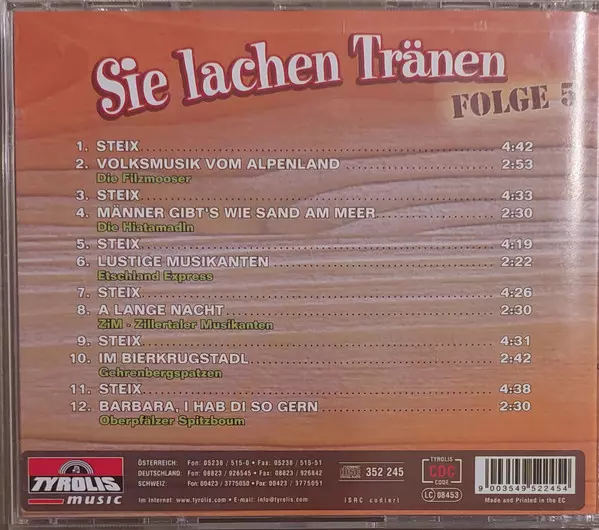 Sie lachen Tränen
FOLGE 5
1. STEIX 4:42
2. VOLKSMUSIK VOM ALPENLAND 2:53
Die Filzmooser
3. STEIX 4:33
4. MÄNNER GIBT'S WIE SAND AM MEER 2:30
Die Hiatamadln
5. STEIX 4:19
6. LUSTIGE MUSIKANTEN 2:22
Etschland Express
7. STEIX 4:26
8. A LANGE NACHT 2:30
ZiM - Zillertaler Musikanten
9. STEIX 4:31
10. IM BIERKRUGSTADL 2:42
Gehrenbergspatzen
11. STEIX 4:38
12. BARBARA, I HAB DI SO GERN 2:30
Oberpfälzer Spitzboum
TYROLIS
music
ÖSTERREICH: Fon: 05238 / 515-0 • Fax: 05238 / 515-51
DEUTSCHLAND: Fon: 08823 / 926545 • Fax: 08823 / 926842
SCHWEIZ: Fon: 00423 / 3775050 • Fax: 00423 / 3775051
Im Internet: www.tyrolis.com • E-mail: info@tyrolis.com
COMPACT disc DIGITAL AUDIO
352 245
ISRC codiert
TYROLIS
CDC
CODE
LC 08453
9 003549 522454
Made and Printed in the EC